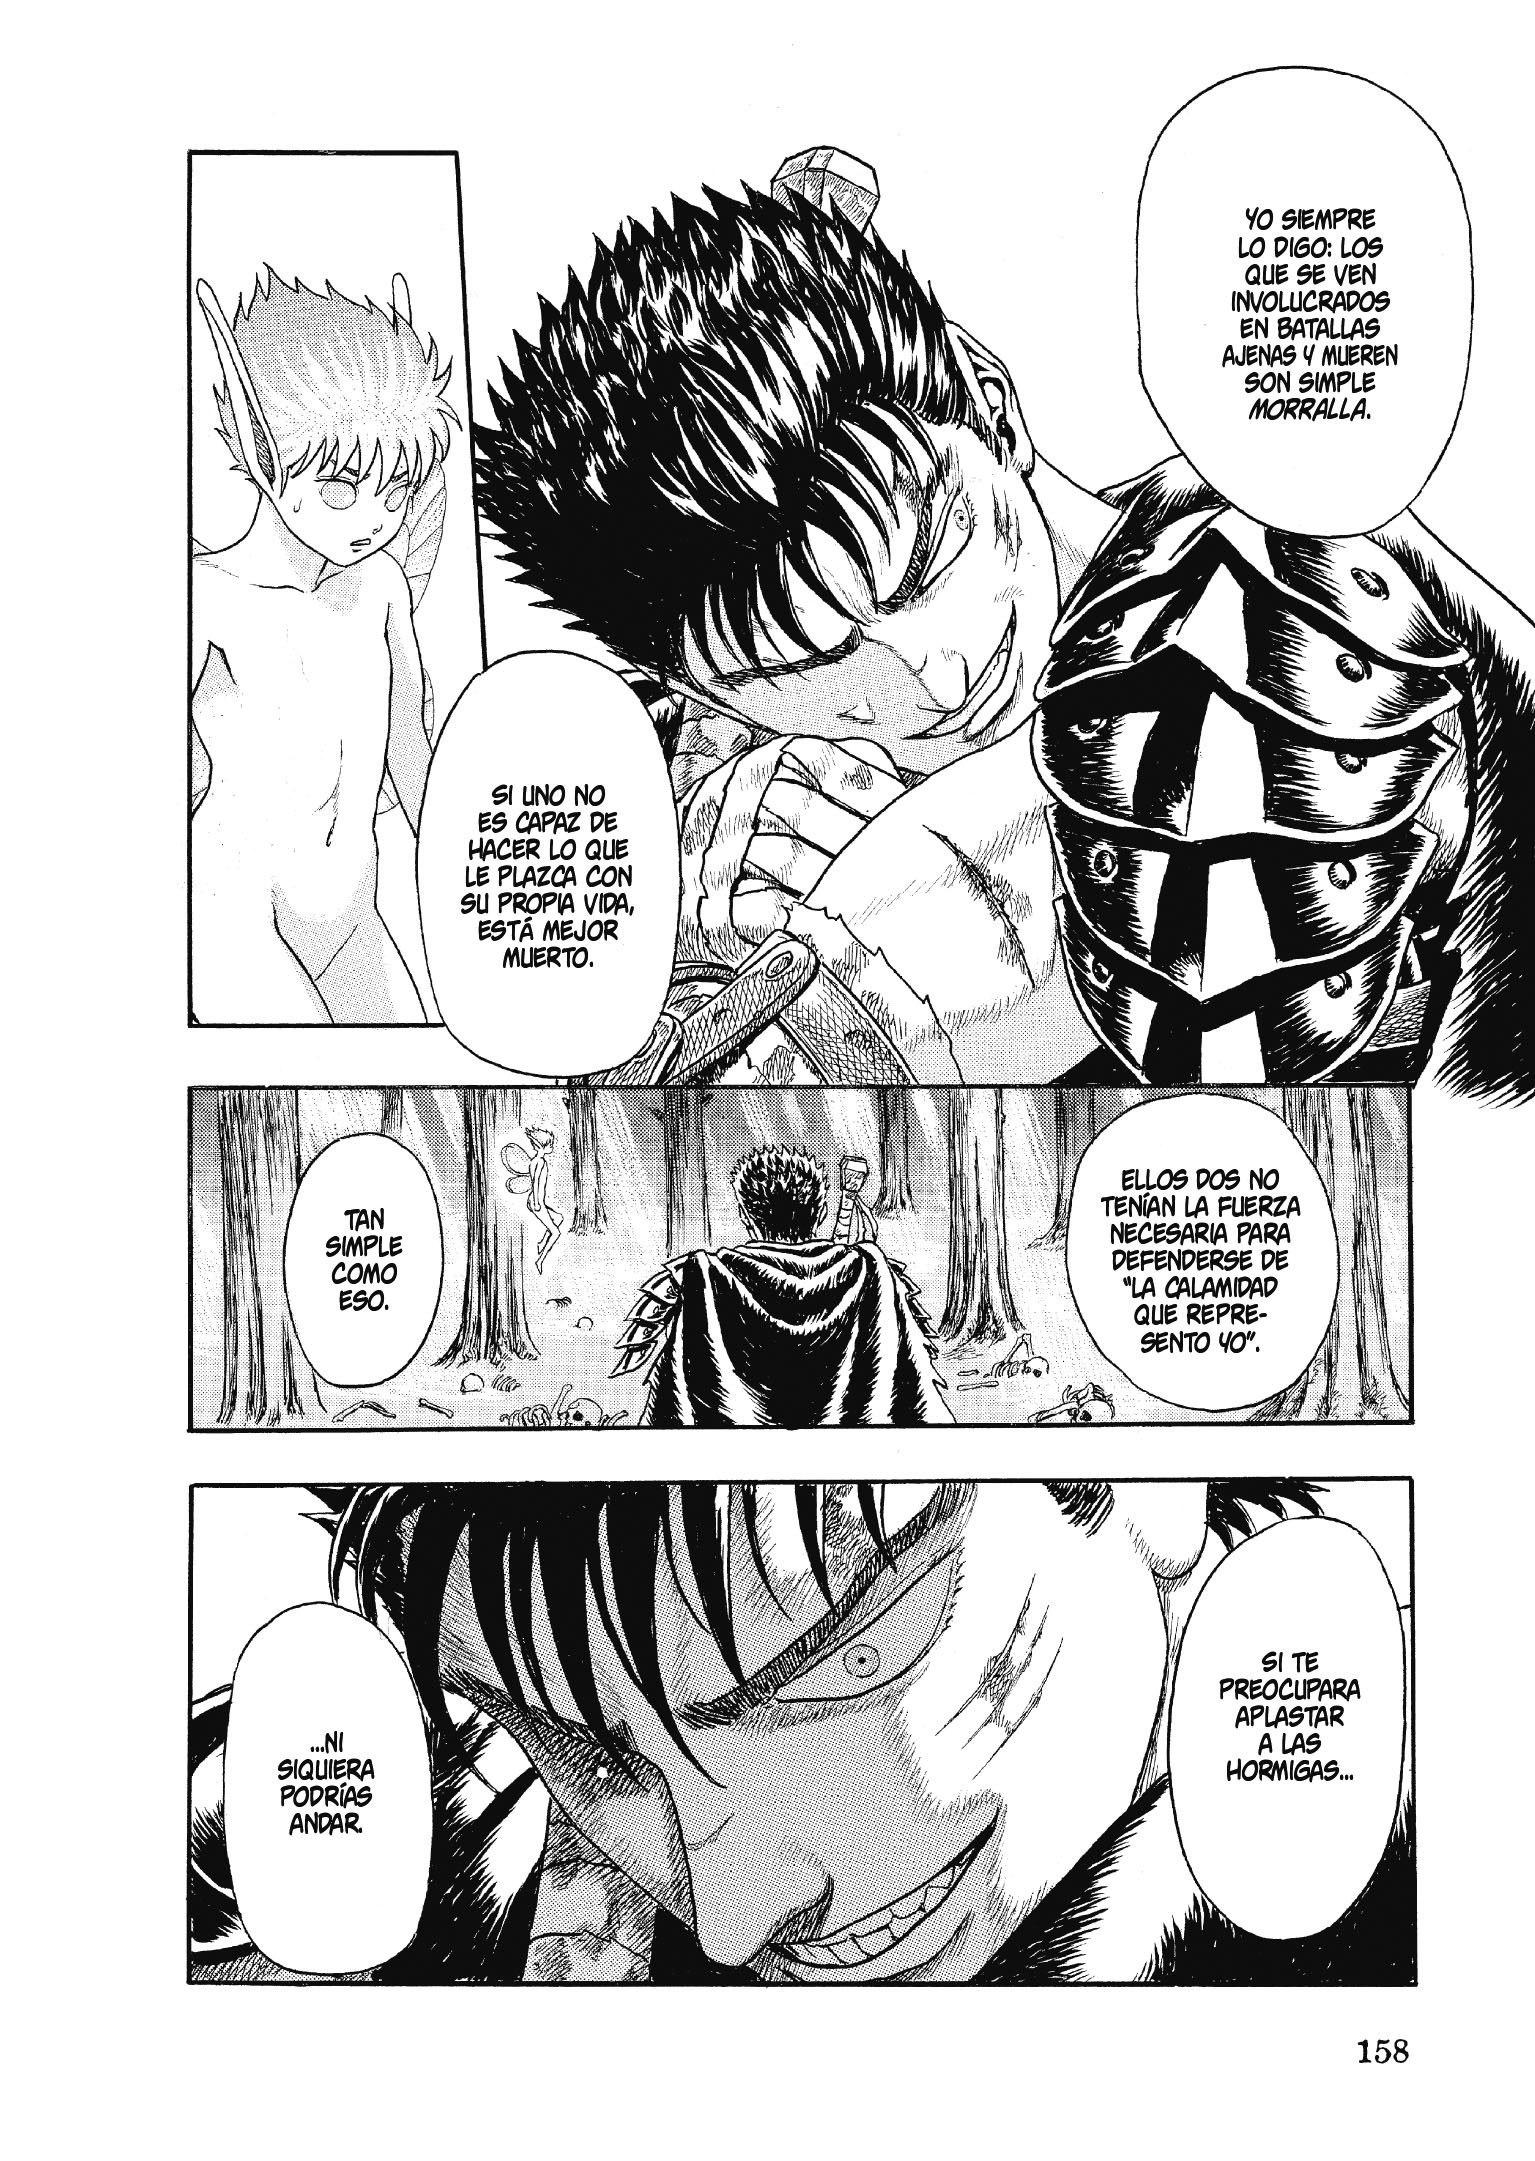 YO SIEMPRE
LO DIGO: LOS
QUE SE VEN
INVOLUCRADOS
EN BATALLAS
AJENAS Y MUEREN
SON SIMPLE
MORRALLA.
SI UNO NO
ES CAPAZ DE
HACER LO QUE
LE PLAZCA CON
SU PROPIA VIDA,
ESTÁ MEJOR
MUERTO.
ELLOS DOS NO
TENÍAN LA FUERZA
NECESARIA PARA
DEFENDERSE DE
"LA CALAMIDAD
QUE REPRE-
SENTO YO".
TAN
SIMPLE
COMO
ESO.
SI TE
PREOCUPARA
APLASTAR
A LAS
HORMIGAS...
...NI
SIQUIERA
PODRÍAS
ANDAR.
158